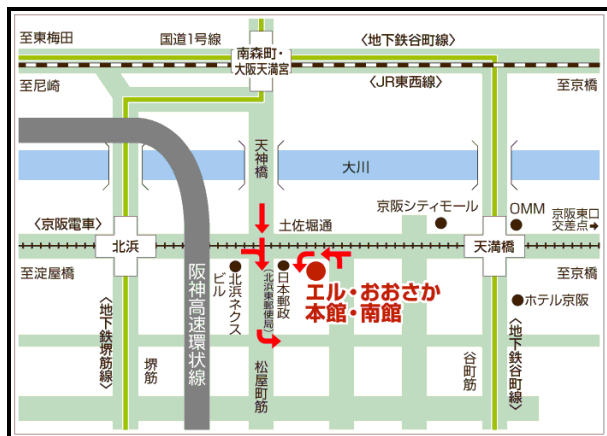 至東梅田
国道1号線
南森町・
大阪天満宮
〈地下鉄谷町線〉
至尼崎
〈JR東西線〉
至京橋
天神橋
大川
〈京阪電車〉
北浜
土佐堀通
京阪シティモール
OMM
京阪東口
交差点➔
天満橋
至淀屋橋
阪神高速環状線
北浜ネクス
ビル
(北浜東郵便局)
日本郵政
エル・おおさか
本館・南館
至京橋
ホテル京阪
〈地下鉄堺筋線〉
堺筋
松屋町筋
谷町筋
〈地下鉄谷町線〉